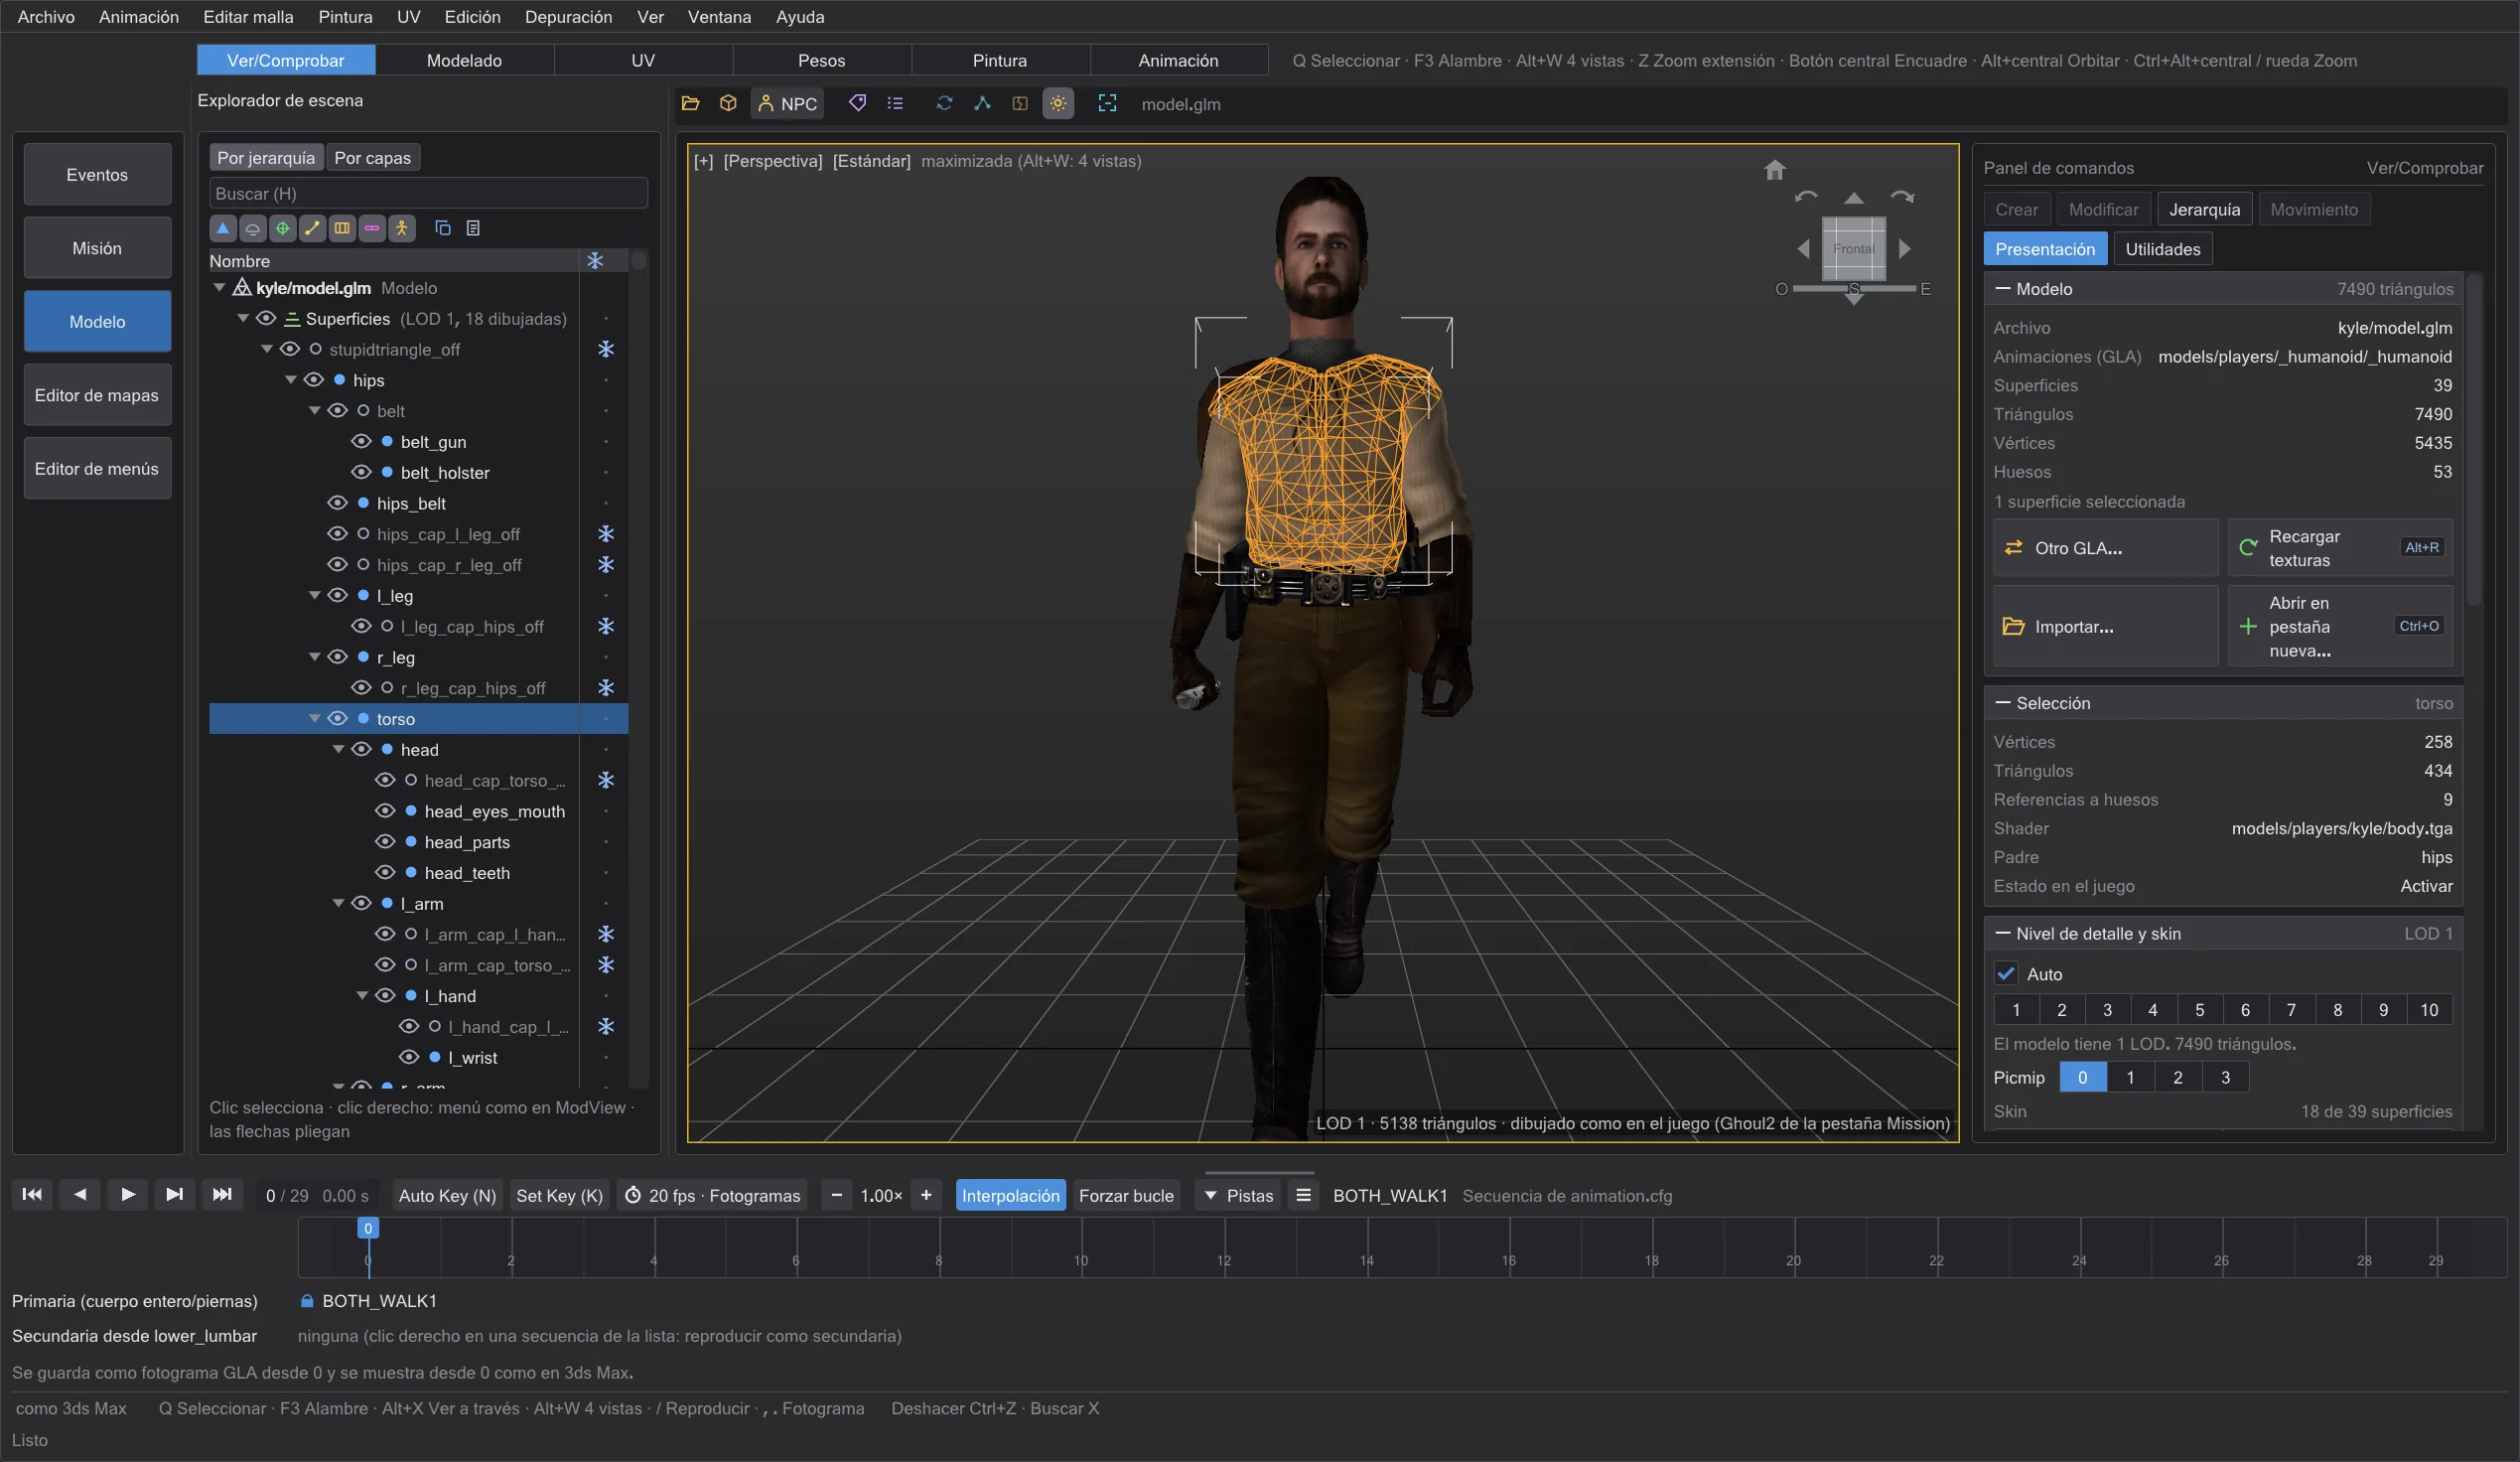 Archivo Animación Editar malla Pintura UV Edición Depuración Ver Ventana Ayuda
Ver/Comprobar Modelado UV Pesos Pintura Animación Q Seleccionar · F3 Alambre · Alt+W 4 vistas · Z Zoom extensión · Botón central Encuadre · Alt+central Orbitar · Ctrl+Alt+central / rueda Zoom
Explorador de escena
NPC model.glm
Eventos
Misión
Modelo
Editor de mapas
Editor de menús
Por jerarquía Por capas
Buscar (H)
Nombre
kyle/model.glm Modelo
Superficies (LOD 1, 18 dibujadas)
stupidtriangle_off
hips
belt
belt_gun
belt_holster
hips_belt
hips_cap_l_leg_off
hips_cap_r_leg_off
l_leg
l_leg_cap_hips_off
r_leg
r_leg_cap_hips_off
torso
head
head_cap_torso_...
head_eyes_mouth
head_parts
head_teeth
l_arm
l_arm_cap_l_han...
l_arm_cap_torso_...
l_hand
l_hand_cap_l_...
l_wrist
r_arm
Clic selecciona · clic derecho: menú como en ModView ·
las flechas pliegan
[+] [Perspectiva] [Estándar] maximizada (Alt+W: 4 vistas)
Frontal
O S E
LOD 1 · 5138 triángulos · dibujado como en el juego (Ghoul2 de la pestaña Mission)
Panel de comandos Ver/Comprobar
Crear Modificar Jerarquía Movimiento
Presentación Utilidades
Modelo 7490 triángulos
Archivo kyle/model.glm
Animaciones (GLA) models/players/_humanoid/_humanoid
Superficies 39
Triángulos 7490
Vértices 5435
Huesos 53
1 superficie seleccionada
Otro GLA...
Recargar texturas Alt+R
Importar...
Abrir en pestaña nueva... Ctrl+O
Selección torso
Vértices 258
Triángulos 434
Referencias a huesos 9
Shader models/players/kyle/body.tga
Padre hips
Estado en el juego Activar
Nivel de detalle y skin LOD 1
Auto
1 2 3 4 5 6 7 8 9 10
El modelo tiene 1 LOD. 7490 triángulos.
Picmip 0 1 2 3
Skin 18 de 39 superficies
0 / 29 0.00 s Auto Key (N) Set Key (K) 20 fps · Fotogramas − 1.00× + Interpolación Forzar bucle Pistas BOTH_WALK1 Secuencia de animation.cfg
0
0 2 4 6 8 10 12 14 16 18 20 22 24 26 28 29
Primaria (cuerpo entero/piernas) BOTH_WALK1
Secundaria desde lower_lumbar ninguna (clic derecho en una secuencia de la lista: reproducir como secundaria)
Se guarda como fotograma GLA desde 0 y se muestra desde 0 como en 3ds Max.
como 3ds Max Q Seleccionar · F3 Alambre · Alt+X Ver a través · Alt+W 4 vistas · / Reproducir · , . Fotograma Deshacer Ctrl+Z · Buscar X
Listo